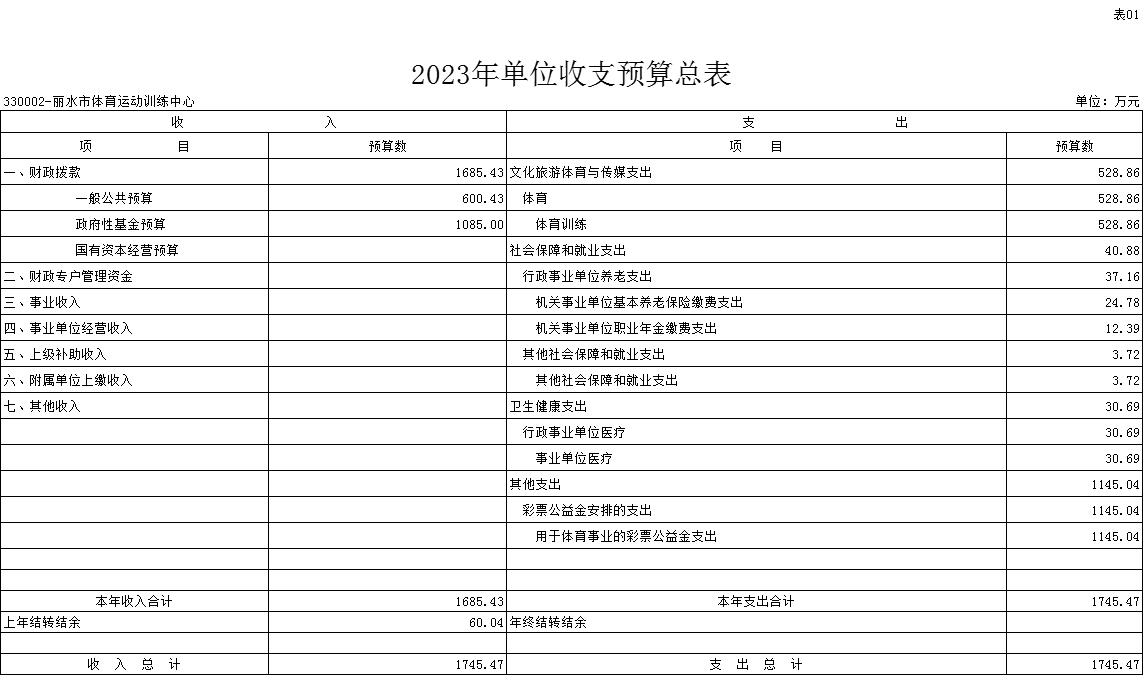 表01
2023年单位收支预算总表
330002-丽水市体育运动训练中心 单位：万元
收 入 支 出
项 目 预算数 项 目 预算数
一、财政拨款 1685.43 文化旅游体育与传媒支出 528.86
一般公共预算 600.43 体育 528.86
政府性基金预算 1085.00 体育训练 528.86
国有资本经营预算 社会保障和就业支出 40.88
二、财政专户管理资金 行政事业单位养老支出 37.16
三、事业收入 机关事业单位基本养老保险缴费支出 24.78
四、事业单位经营收入 机关事业单位职业年金缴费支出 12.39
五、上级补助收入 其他社会保障和就业支出 3.72
六、附属单位上缴收入 其他社会保障和就业支出 3.72
七、其他收入 卫生健康支出 30.69
行政事业单位医疗 30.69
事业单位医疗 30.69
其他支出 1145.04
彩票公益金安排的支出 1145.04
用于体育事业的彩票公益金支出 1145.04
本年收入合计 1685.43 本年支出合计 1745.47
上年结转结余 60.04 年终结转结余
收 入 总 计 1745.47 支 出 总 计 1745.47